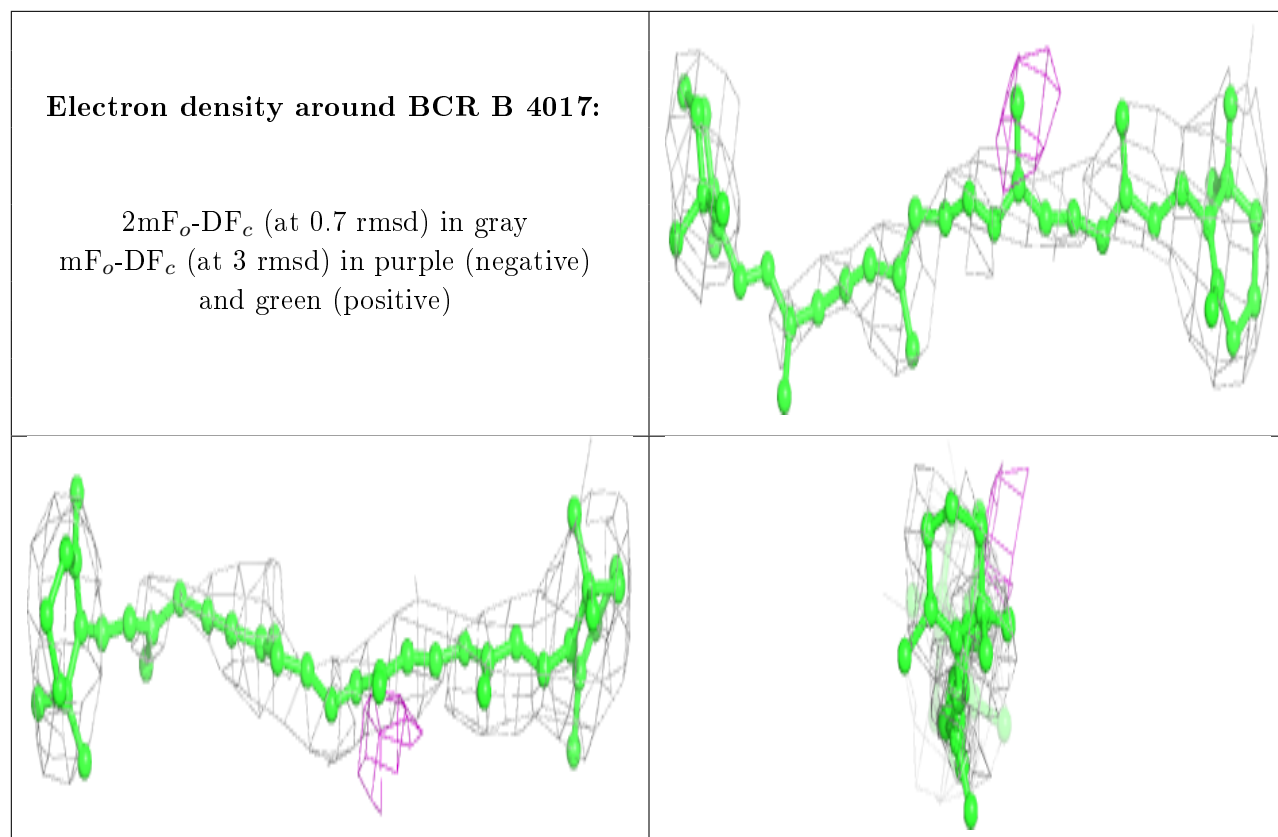 Electron density around BCR B 4017:
2mFₒ-DF𝒸 (at 0.7 rmsd) in gray
mFₒ-DF𝒸 (at 3 rmsd) in purple (negative)
and green (positive)